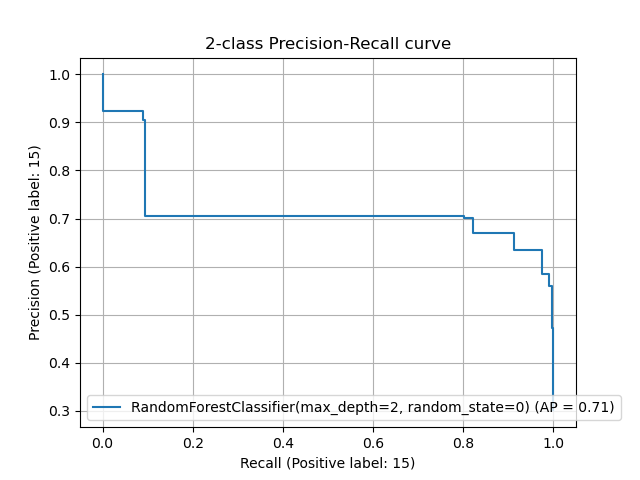 2-class Precision-Recall curve
1.0
0.9
0.8
0.7
0.6
0.5
0.4
0.3
Precision (Positive label: 15)
RandomForestClassifier(max_depth=2, random_state=0) (AP = 0.71)
0.0 0.2 0.4 0.6 0.8 1.0
Recall (Positive label: 15)